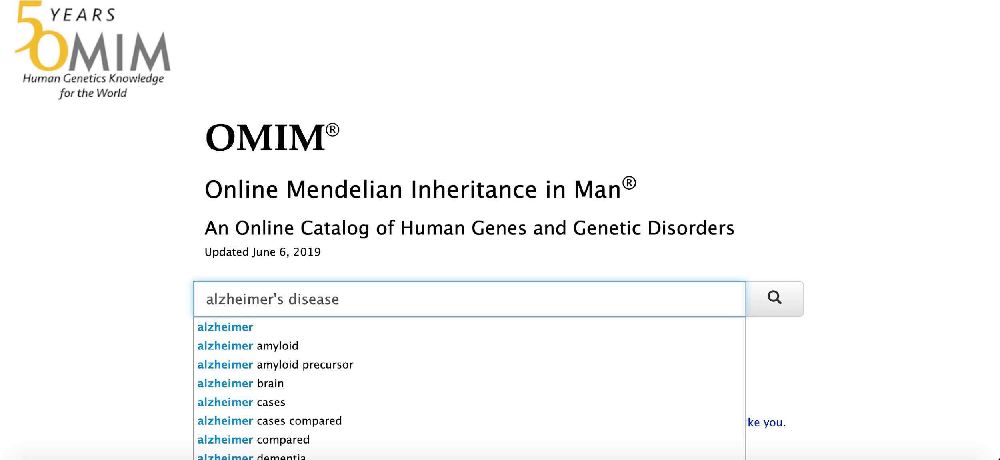 50 YEARS
OMIM
Human Genetics Knowledge
for the World
OMIM®
Online Mendelian Inheritance in Man®
An Online Catalog of Human Genes and Genetic Disorders
Updated June 6, 2019
alzheimer's disease
alzheimer
alzheimer amyloid
alzheimer amyloid precursor
alzheimer brain
alzheimer cases
alzheimer cases compared
ike you.
alzheimer compared
alzheimer dementia